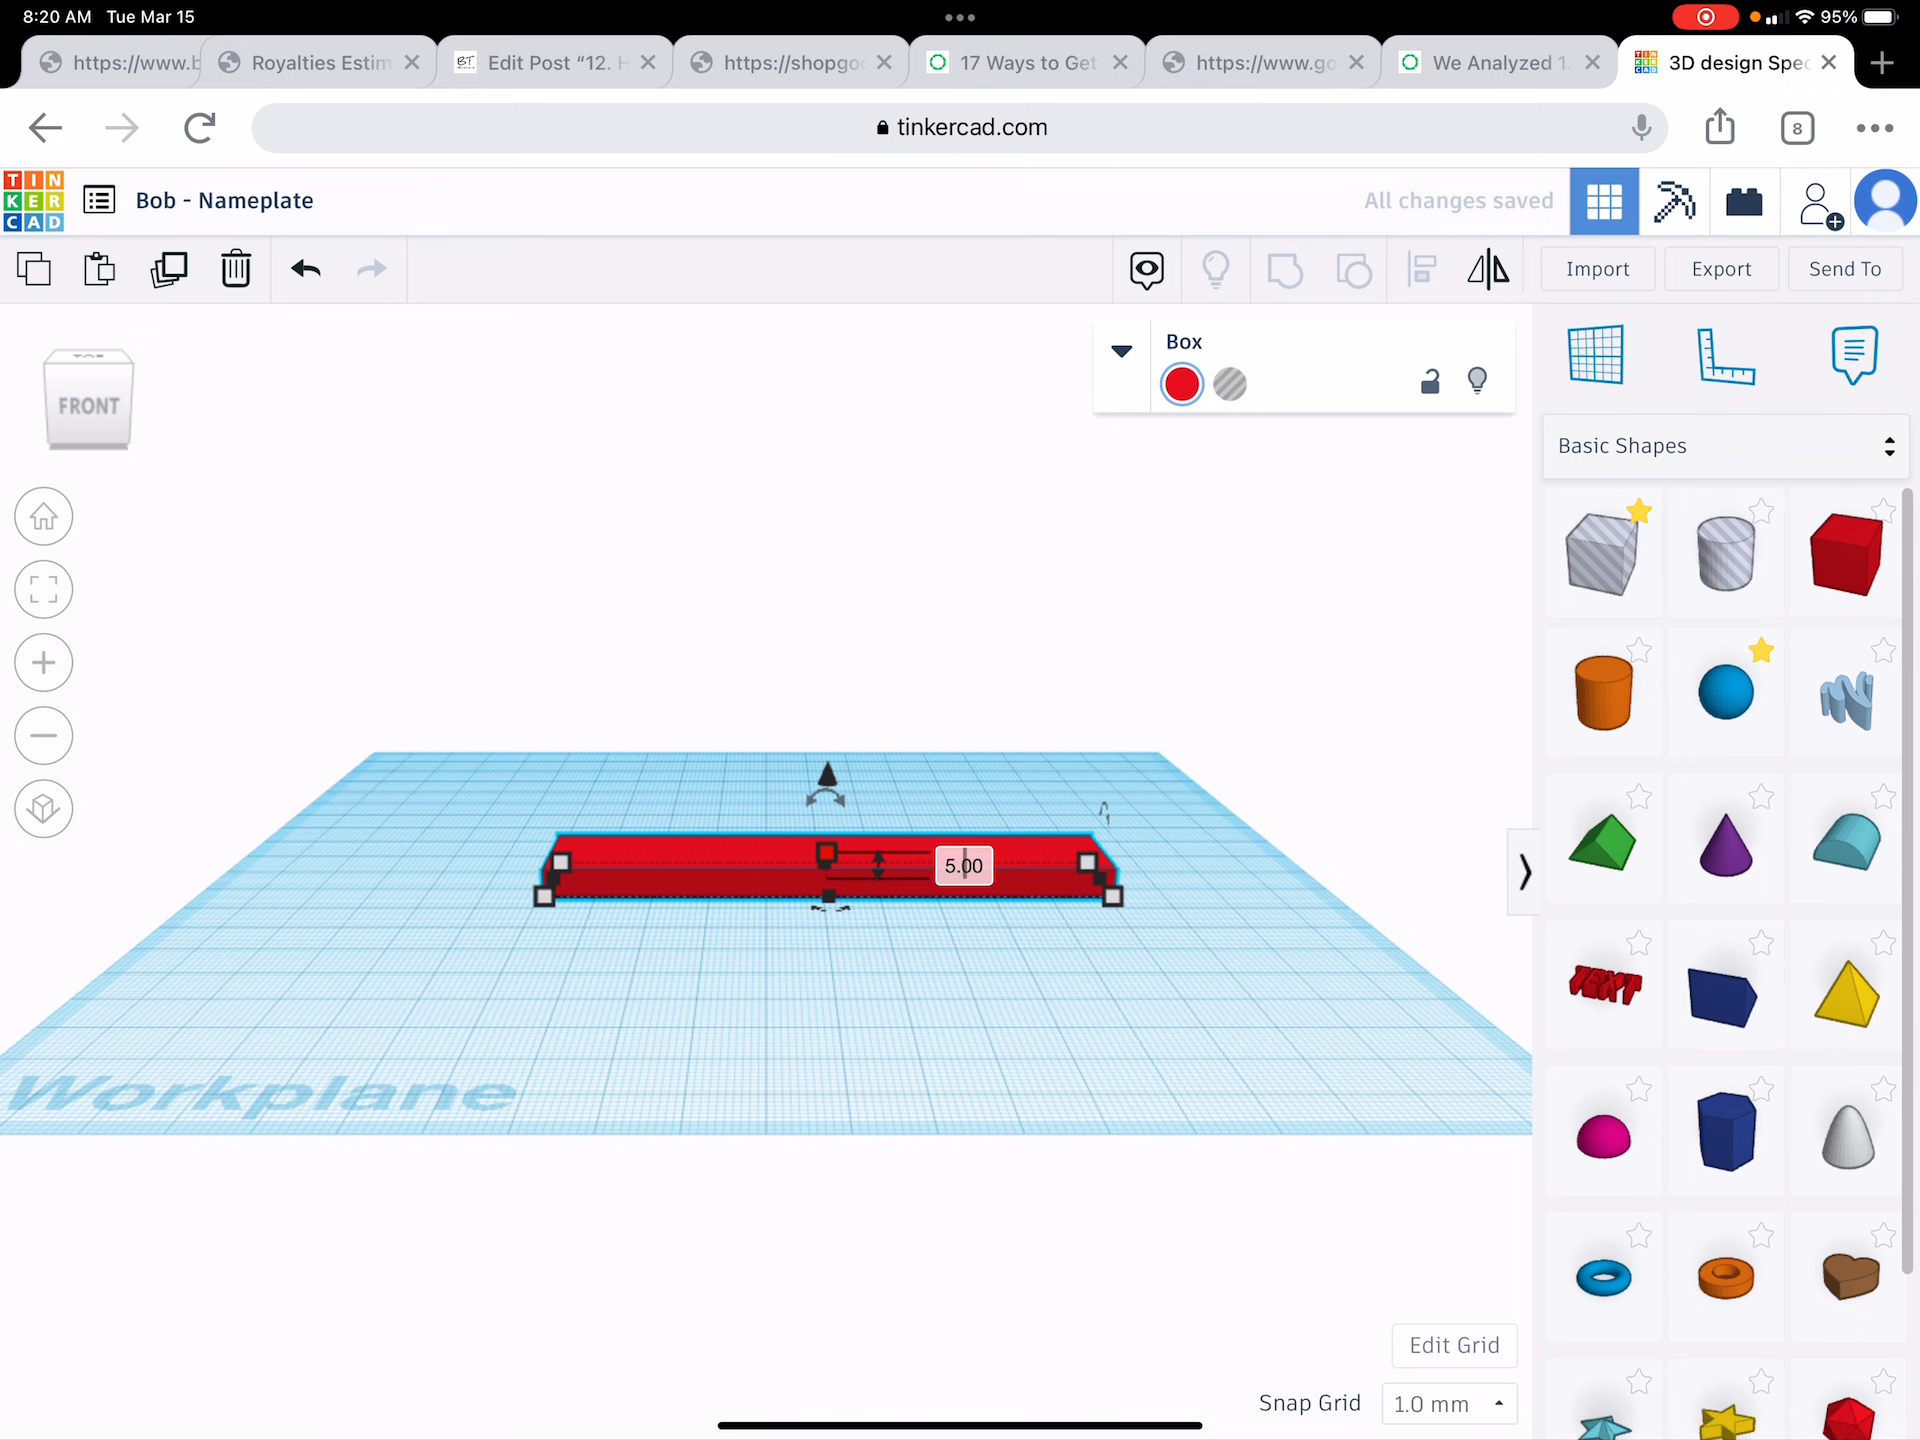 8:20 AM Tue Mar 15
95%
https://www.b
Royalties Estim
BT Edit Post “12. H
https://shopgo
17 Ways to Get
https://www.go
We Analyzed 1
3D design Spec
tinkercad.com
8
TIN
KER
CAD
Bob - Nameplate
All changes saved
Import
Export
Send To
Box
FRONT
Basic Shapes
5.00
TEXT
Workplane
Edit Grid
Snap Grid
1.0 mm